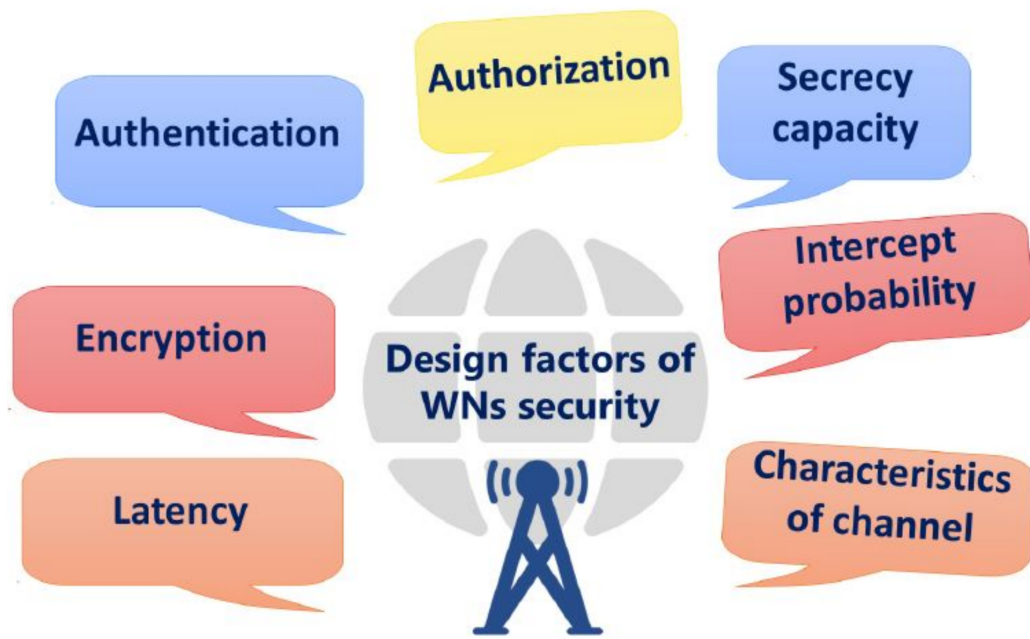 Authorization
Authentication
Secrecy
capacity
Intercept
probability
Encryption
Design factors of
WNs security
Latency
Characteristics
of channel